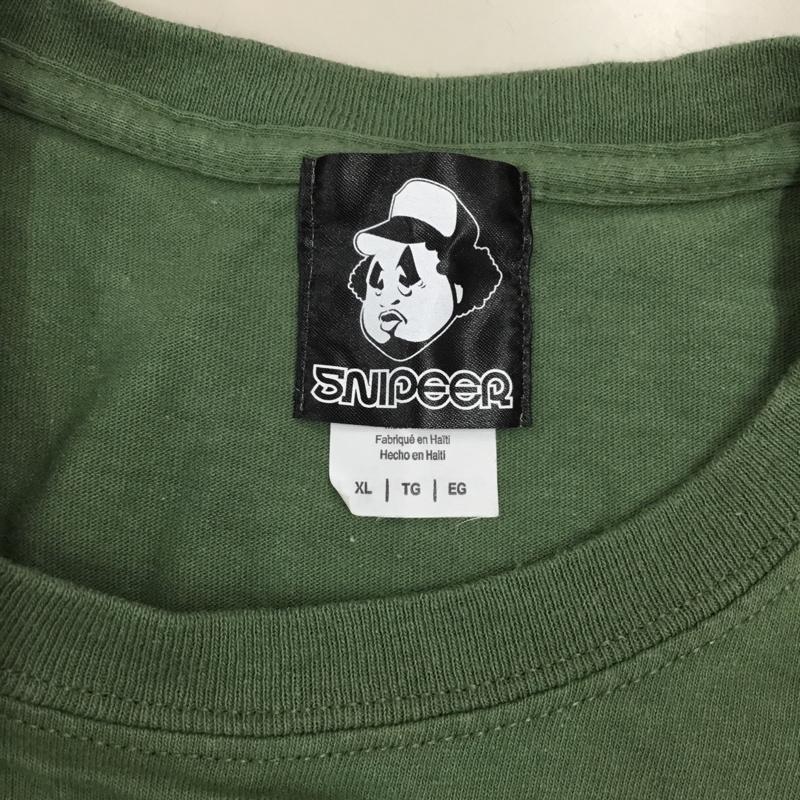 SNIPEER
Fabriqué en Haïti
Hecho en Haití
XL | TG | EG